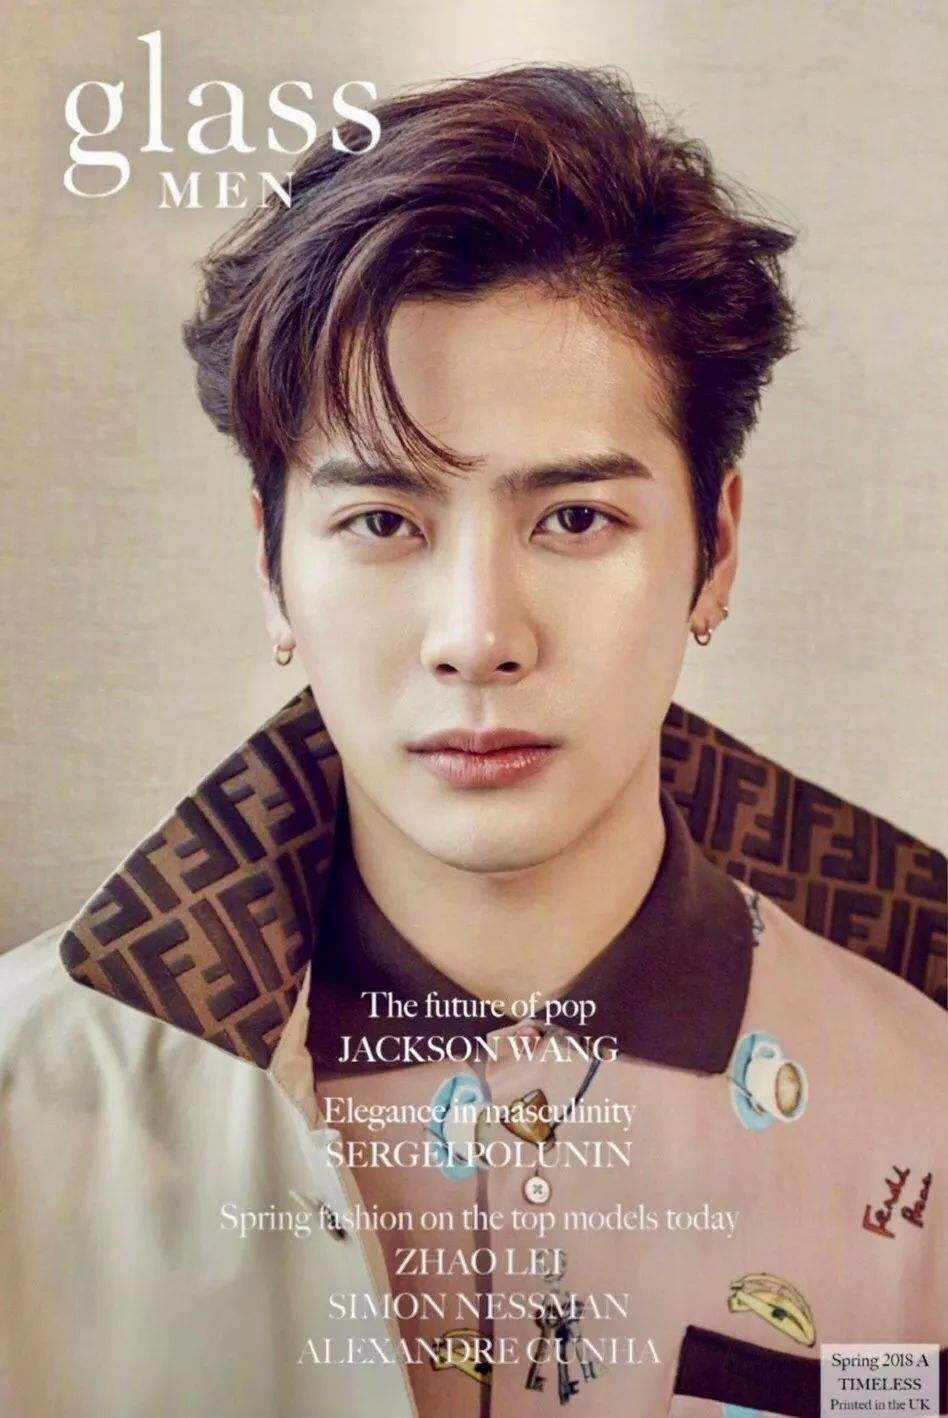 glass
MEN
The future of pop
JACKSON WANG
Elegance in masculinity
SERGEI POLUNIN
Spring fashion on the top models today
ZHAO LEI
SIMON NESSMAN
ALEXANDRE CUNHA
Fendi
Spring 2018 A
TIMELESS
Printed in the UK